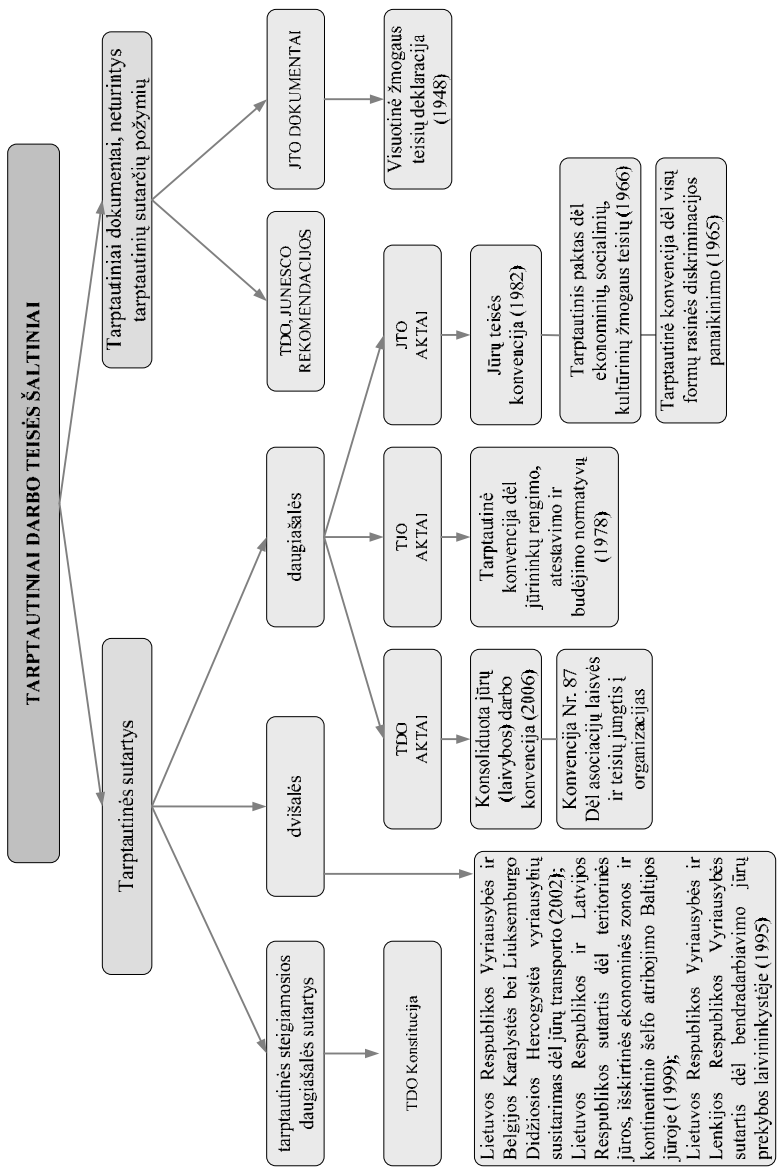 TARPTAUTINIAI DARBO TEISĖS ŠALTINIAI
Tarptautinės sutartys
Tarptautiniai dokumentai, neturintys
tarptautinių sutarčių požymių
tarptautinės steigiamosios
daugiašalės sutartys
dvišalės
daugiašalės
TDO, JUNESCO
REKOMENDACIJOS
JTO DOKUMENTAI
TDO Konstitucija
TDO
AKTAI
TJO
AKTAI
JTO
AKTAI
Visuotinė žmogaus
teisių deklaracija
(1948)
Lietuvos Respublikos Vyriausybės ir
Belgijos Karalystės bei Liuksemburgo
Didžiosios Hercogystės vyriausybių
susitarimas dėl jūrų transporto (2002);
Lietuvos Respublikos ir Latvijos
Respublikos sutartis dėl teritorinės
jūros, išskirtinės ekonominės zonos ir
kontinentinio šelfo atribojimo Baltijos
jūroje (1999);
Lietuvos Respublikos Vyriausybės ir
Lenkijos Respublikos Vyriausybės
sutartis dėl bendradarbiavimo jūrų
prekybos laivininkystėje (1995)
Konsoliduota jūrų
(laivybos) darbo
konvencija (2006)
Konvencija Nr. 87
Dėl asociacijų laisvės
ir teisių jungtis į
organizacijas
Tarptautinė
konvencija dėl
jūrininkų rengimo,
atestavimo ir
budėjimo normatyvų
(1978)
Jūrų teisės
konvencija (1982)
Tarptautinis paktas dėl
ekonominių, socialinių,
kultūrinių žmogaus teisių (1966)
Tarptautinė konvencija dėl visų
formų rasinės diskriminacijos
panaikinimo (1965)